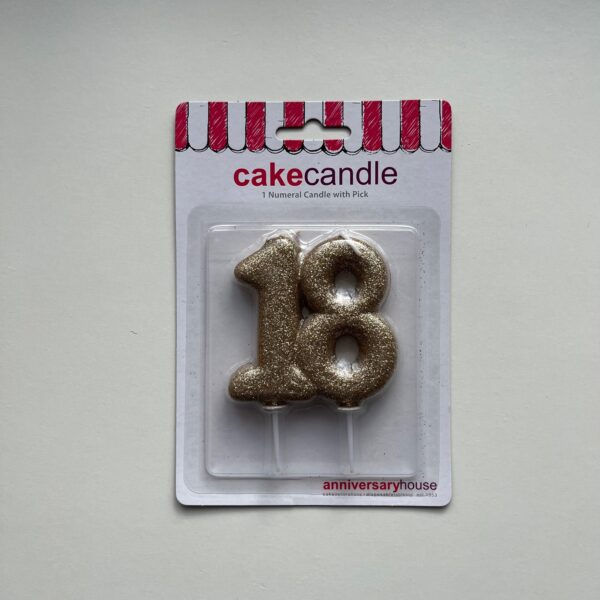 cakecandle
1 Numeral Candle with Pick
18
anniversaryhouse